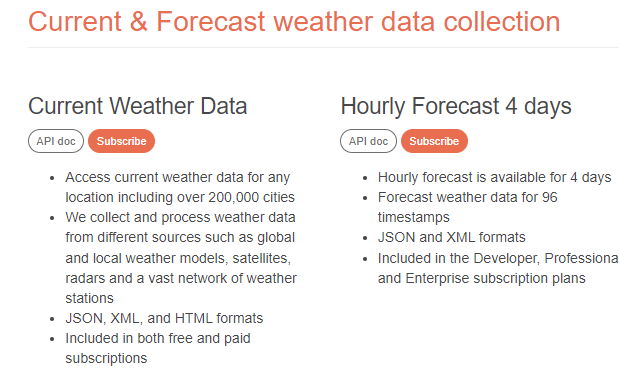 Current & Forecast weather data collection
Current Weather Data
API doc Subscribe
• Access current weather data for any
location including over 200,000 cities
• We collect and process weather data
from different sources such as global
and local weather models, satellites,
radars and a vast network of weather
stations
• JSON, XML, and HTML formats
• Included in both free and paid
subscriptions
Hourly Forecast 4 days
API doc Subscribe
• Hourly forecast is available for 4 days
• Forecast weather data for 96
timestamps
• JSON and XML formats
• Included in the Developer, Professiona
and Enterprise subscription plans